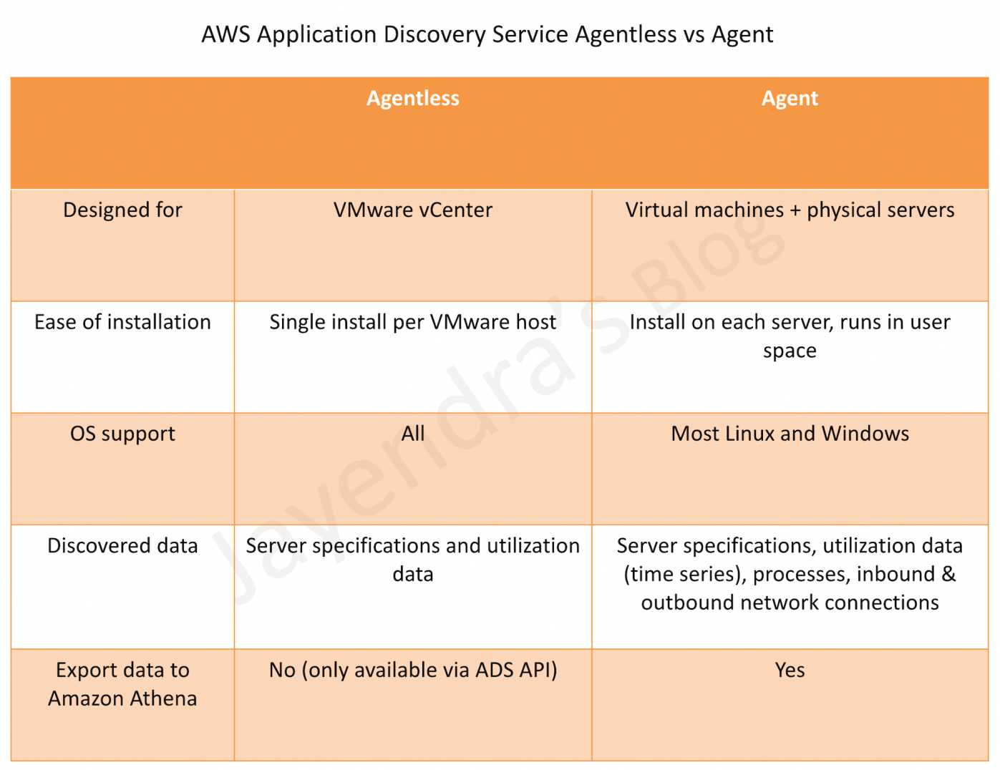 AWS Application Discovery Service Agentless vs Agent
Agentless
Agent
Designed for
VMware vCenter
Virtual machines + physical servers
Ease of installation
Single install per VMware host
Install on each server, runs in user
space
OS support
All
Most Linux and Windows
Discovered data
Server specifications and utilization
data
Server specifications, utilization data
(time series), processes, inbound &
outbound network connections
Export data to
Amazon Athena
No (only available via ADS API)
Yes
Jayendra's Blog